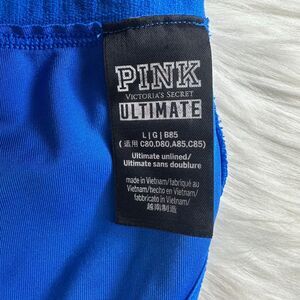 PINK
VICTORIA'S SECRET
ULTIMATE
L | G | B85
(适用 C80,D80,A85,C85)
Ultimate unlined/
Ultimate sans doublure
made in Vietnam/fabriqué au
Vietnam/hecho en Vietnam/
fabbricato in Vietnam/
越南制造